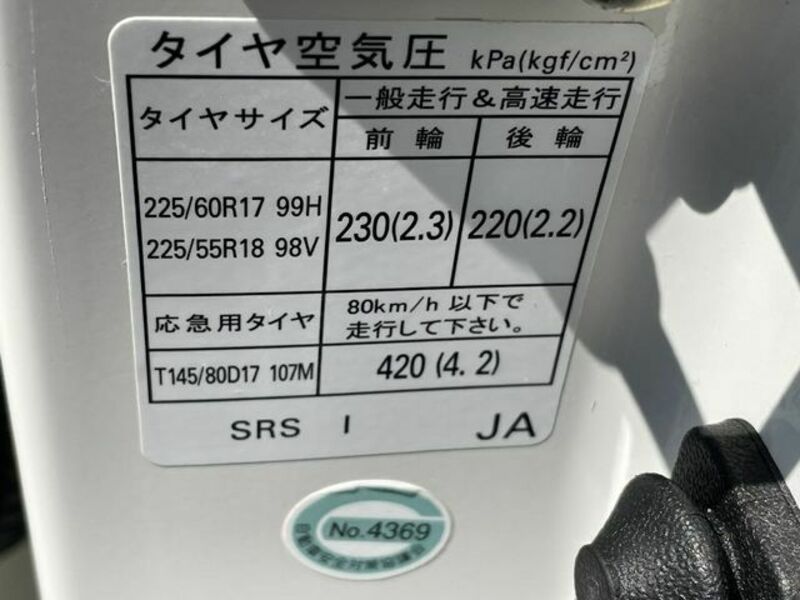 タイヤ空気圧 kPa(kgf/cm²)
タイヤサイズ 一般走行&高速走行
前輪 後輪
225/60R17 99H
225/55R18 98V
230(2.3) 220(2.2)
応急用タイヤ
80km/h 以下で
走行して下さい。
T145/80D17 107M 420 (4.2)
SRS I JA
No.4369